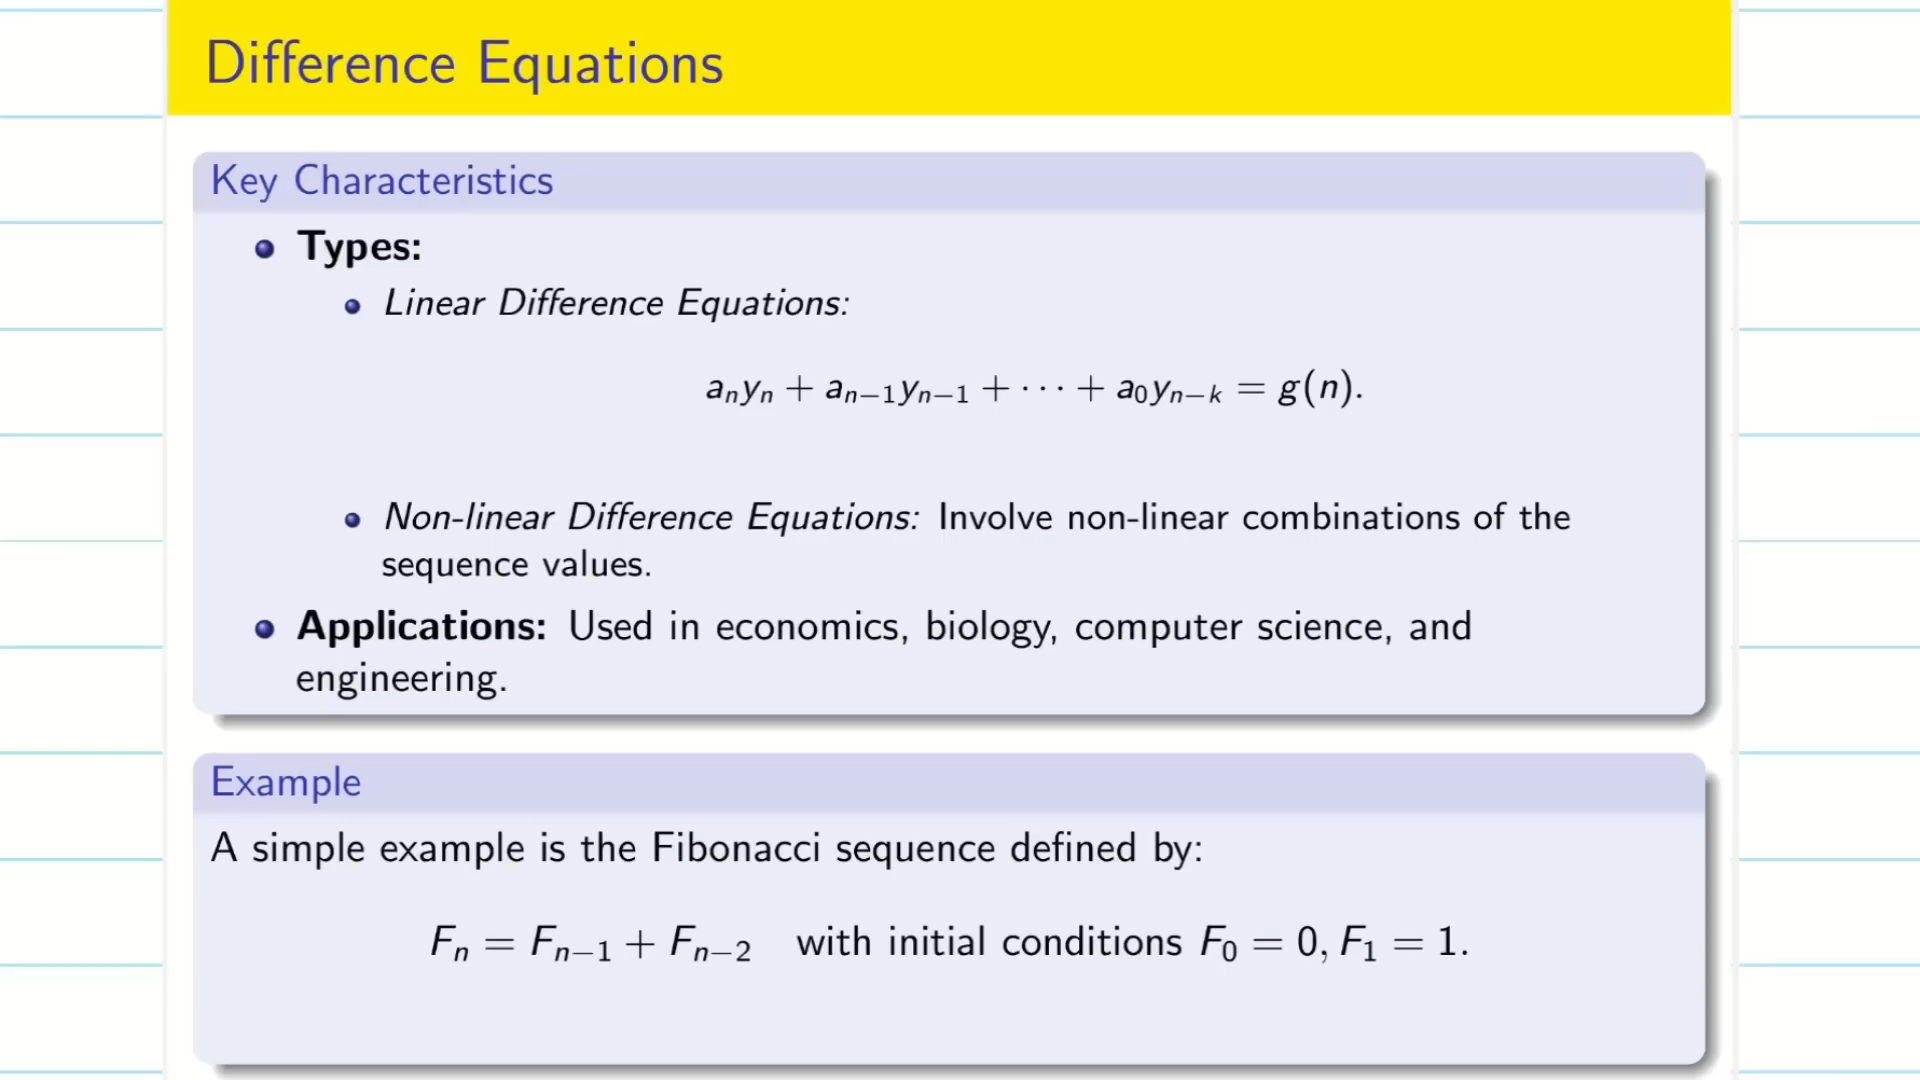 Difference Equations
Key Characteristics
• Types:
• Linear Difference Equations:
aₙyₙ + aₙ₋₁yₙ₋₁ + ⋯ + a₀yₙ₋ₖ = g(n).
• Non-linear Difference Equations: Involve non-linear combinations of the
sequence values.
• Applications: Used in economics, biology, computer science, and
engineering.
Example
A simple example is the Fibonacci sequence defined by:
Fₙ = Fₙ₋₁ + Fₙ₋₂ with initial conditions F₀ = 0, F₁ = 1.